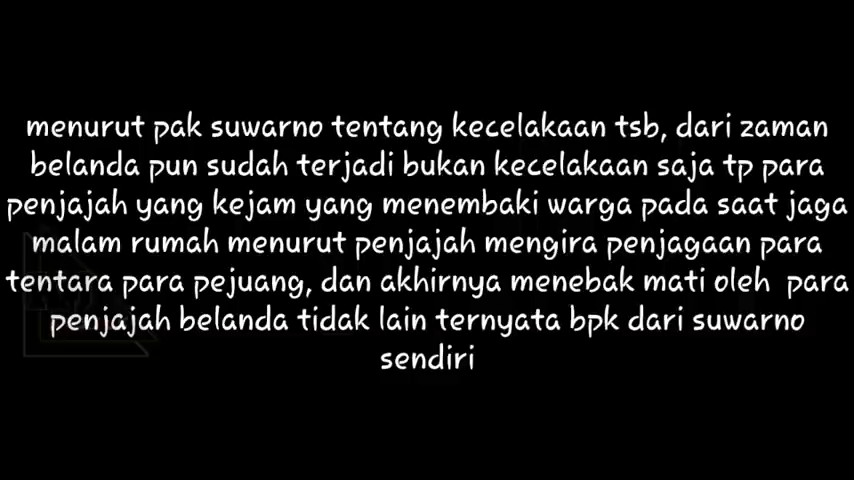 menurut pak suwarno tentang kecelakaan tsb, dari zaman
belanda pun sudah terjadi bukan kecelakaan saja tp para
penjajah yang kejam yang menembaki warga pada saat jaga
malam rumah menurut penjajah mengira penjagaan para
tentara para pejuang, dan akhirnya menebak mati oleh para
penjajah belanda tidak lain ternyata bpk dari suwarno
sendiri